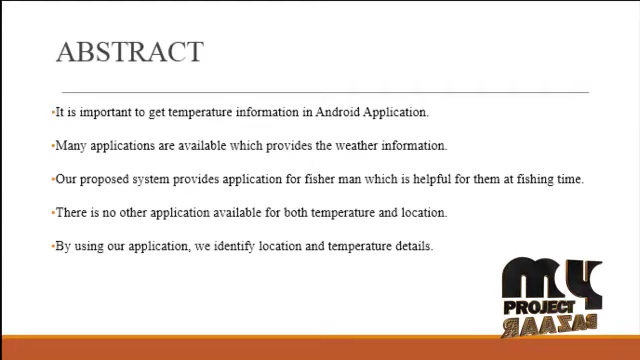 ABSTRACT
•It is important to get temperature information in Android Application.
•Many applications are available which provides the weather information.
•Our proposed system provides application for fisher man which is helpful for them at fishing time.
•There is no other application available for both temperature and location.
•By using our application, we identify location and temperature details.
MY
PROJECT
BAZAAR